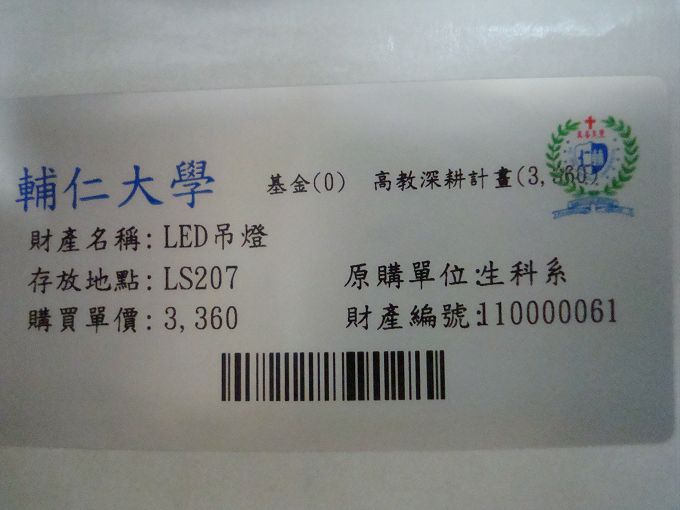 輔仁大學 基金(0) 高教深耕計畫(3,360)
財產名稱: LED吊燈
存放地點: LS207 原購單位:生科系
購買單價: 3,360 財產編號:110000061